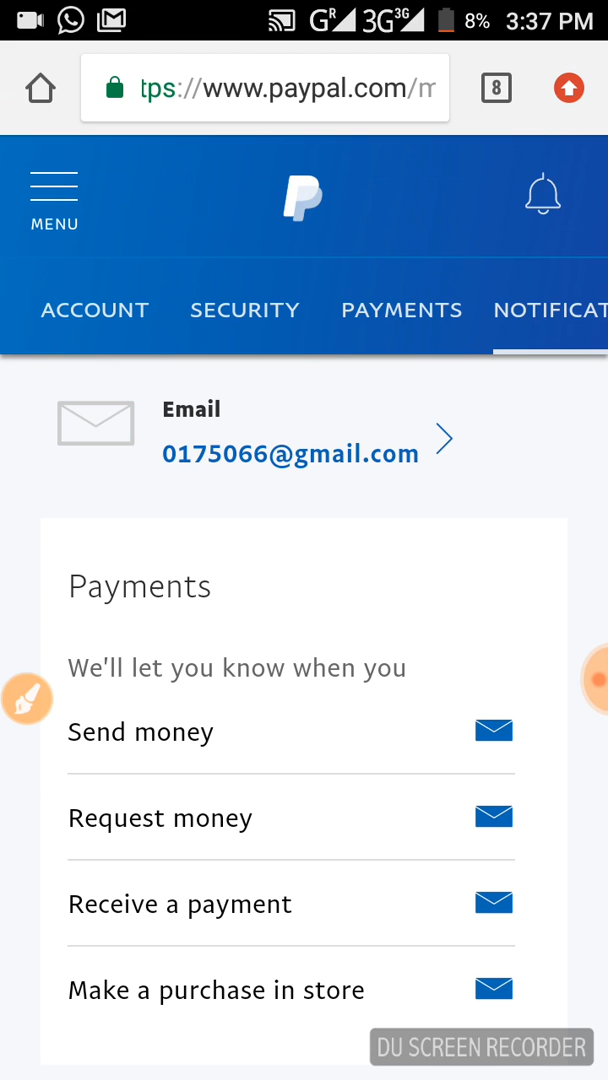 GR 3G 3G 8% 3:37 PM
tps://www.paypal.com/m 8
MENU
ACCOUNT SECURITY PAYMENTS NOTIFICAT
Email
0175066@gmail.com
Payments
We'll let you know when you
Send money
Request money
Receive a payment
Make a purchase in store
DU SCREEN RECORDER